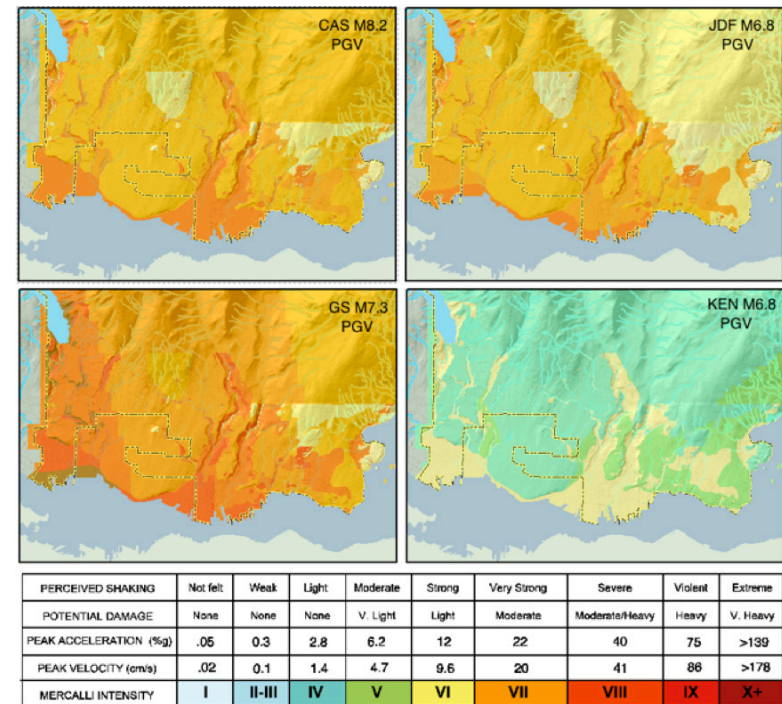 CAS M8.2
PGV
JDF M6.8
PGV
GS M7.3
PGV
KEN M6.8
PGV
PERCEIVED SHAKING Not felt Weak Light Moderate Strong Very Strong Severe Violent Extreme
POTENTIAL DAMAGE None None None V. Light Light Moderate Moderate/Heavy Heavy V. Heavy
PEAK ACCELERATION (%g) .05 0.3 2.8 6.2 12 22 40 75 >139
PEAK VELOCITY (cm/s) .02 0.1 1.4 4.7 9.6 20 41 86 >178
MERCALLI INTENSITY I II-III IV V VI VII VIII IX X+